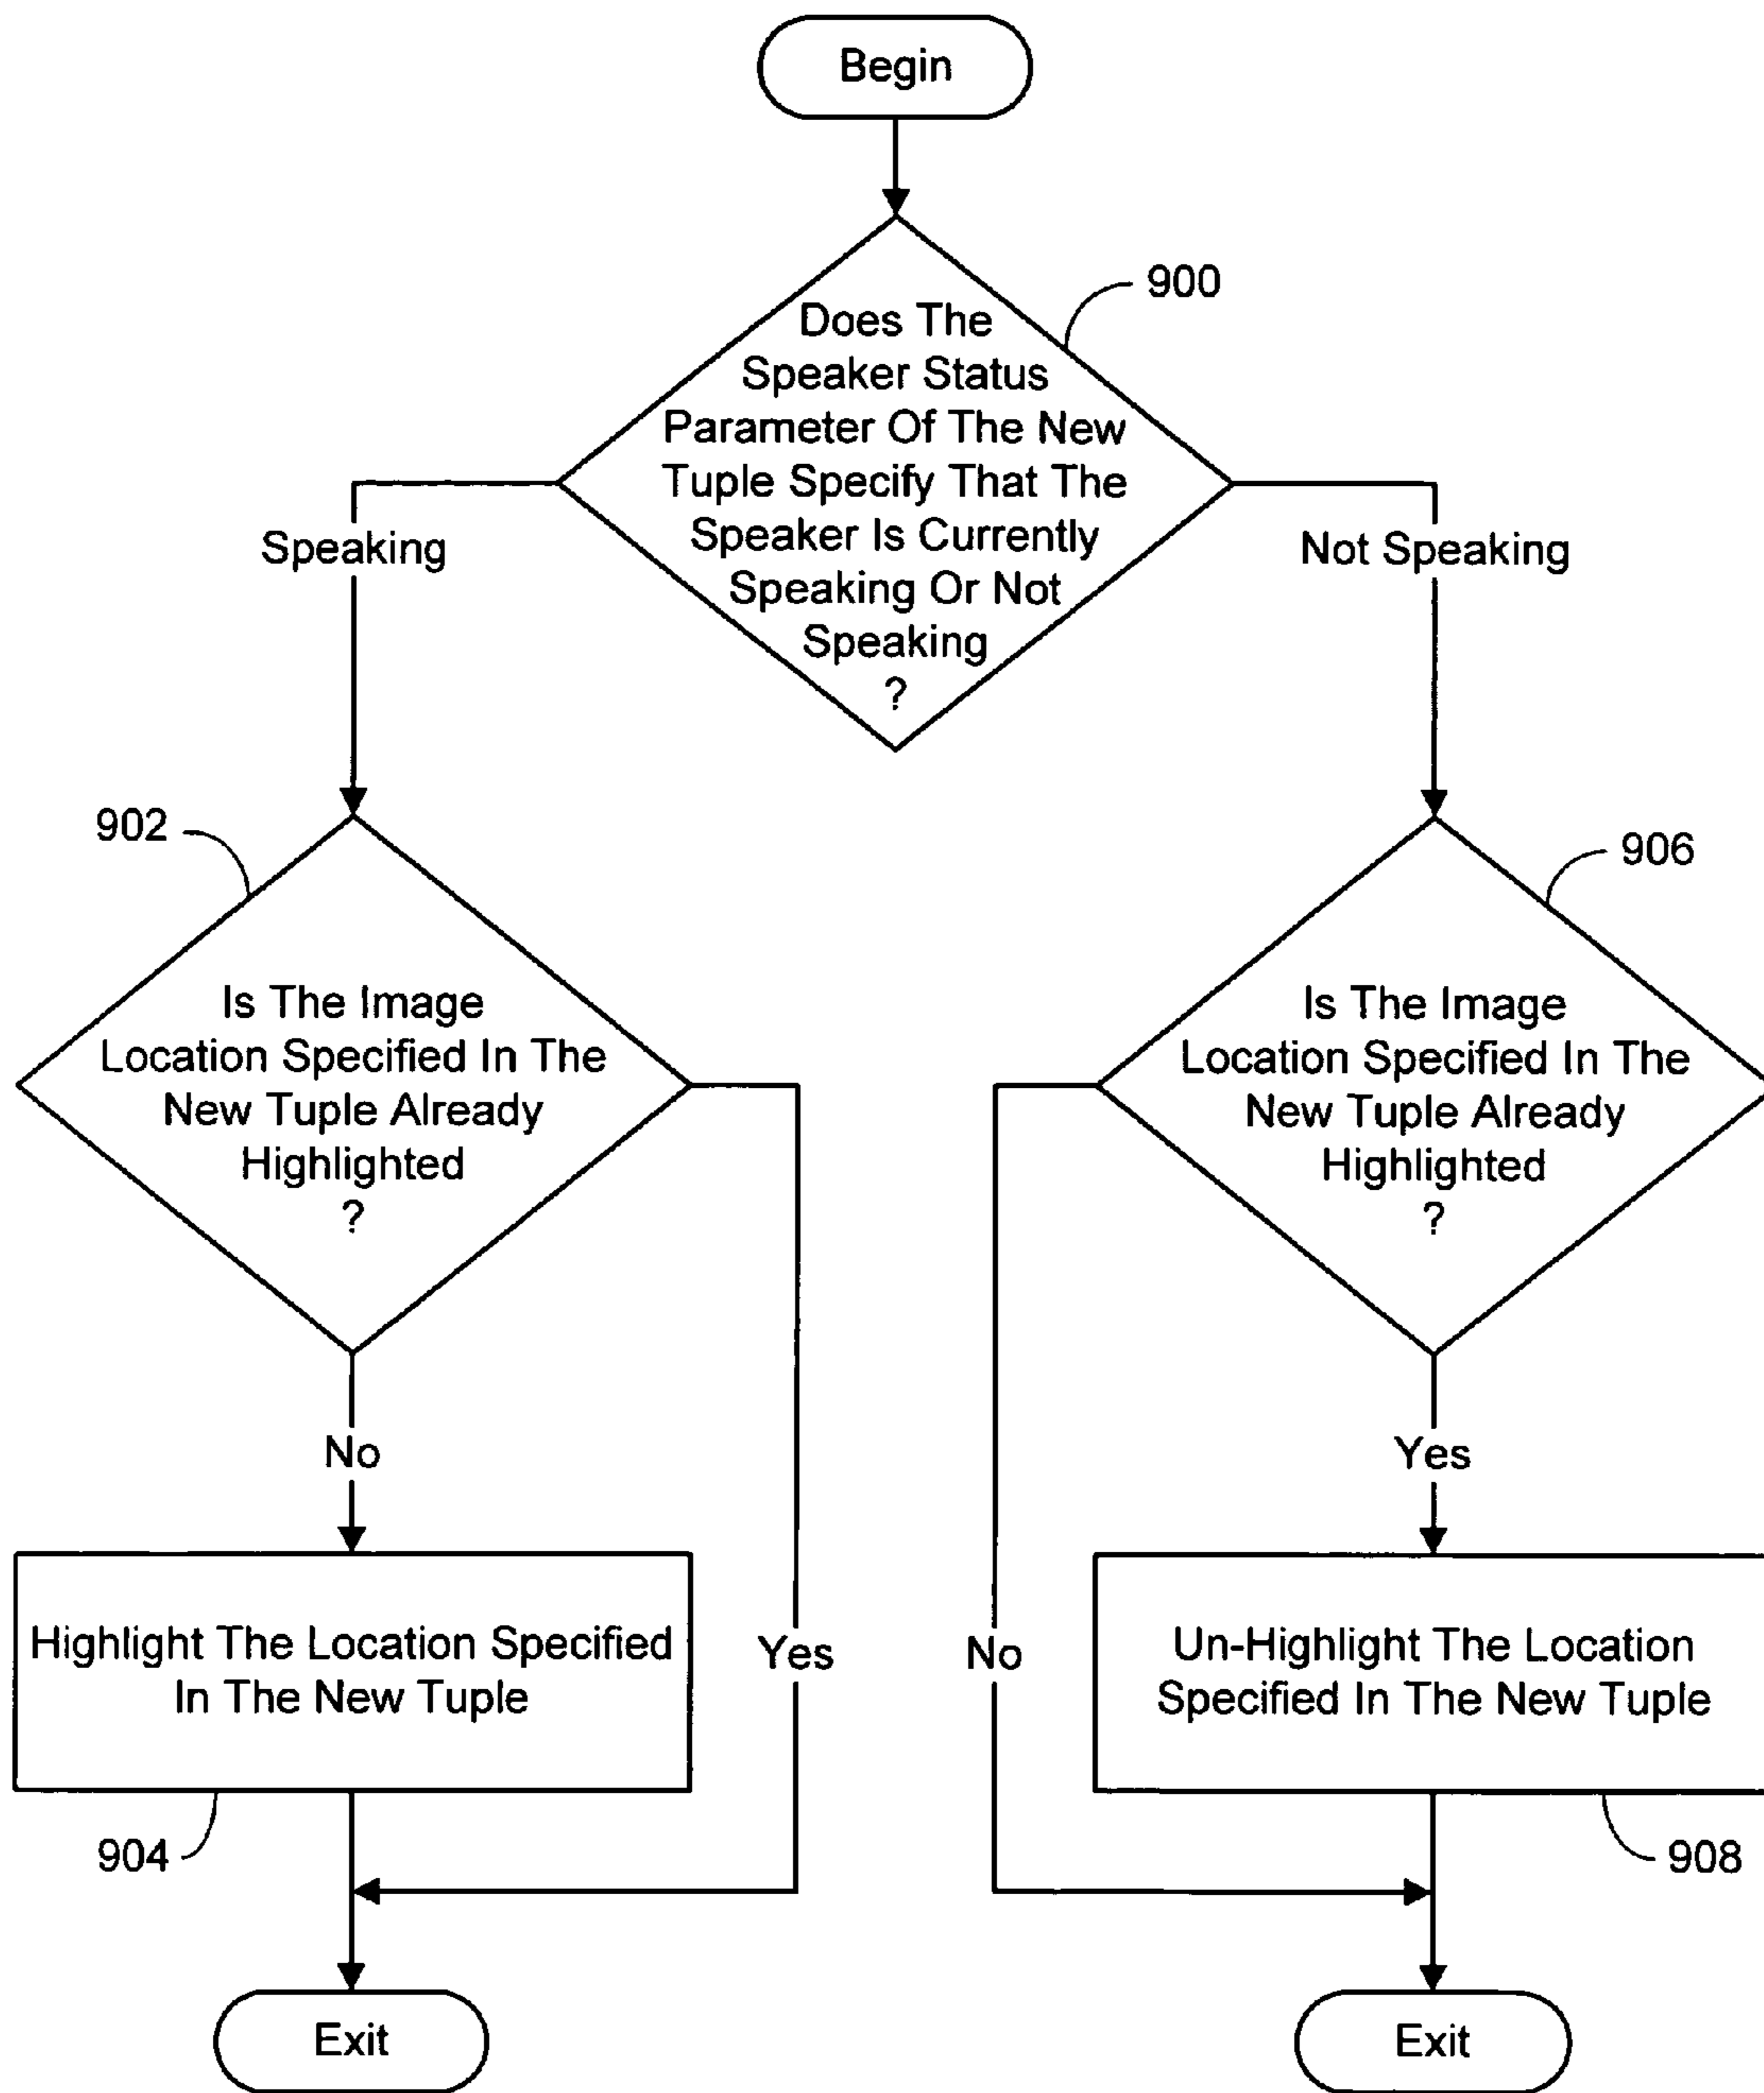 Begin
900
Does The
Speaker Status
Parameter Of The New
Tuple Specify That The
Speaker Is Currently
Speaking Or Not
Speaking
?
Speaking
Not Speaking
902
Is The Image
Location Specified In The
New Tuple Already
Highlighted
?
906
Is The Image
Location Specified In The
New Tuple Already
Highlighted
?
No
Yes
Highlight The Location Specified
In The New Tuple
Yes
No
Un-Highlight The Location
Specified In The New Tuple
904
908
Exit
Exit